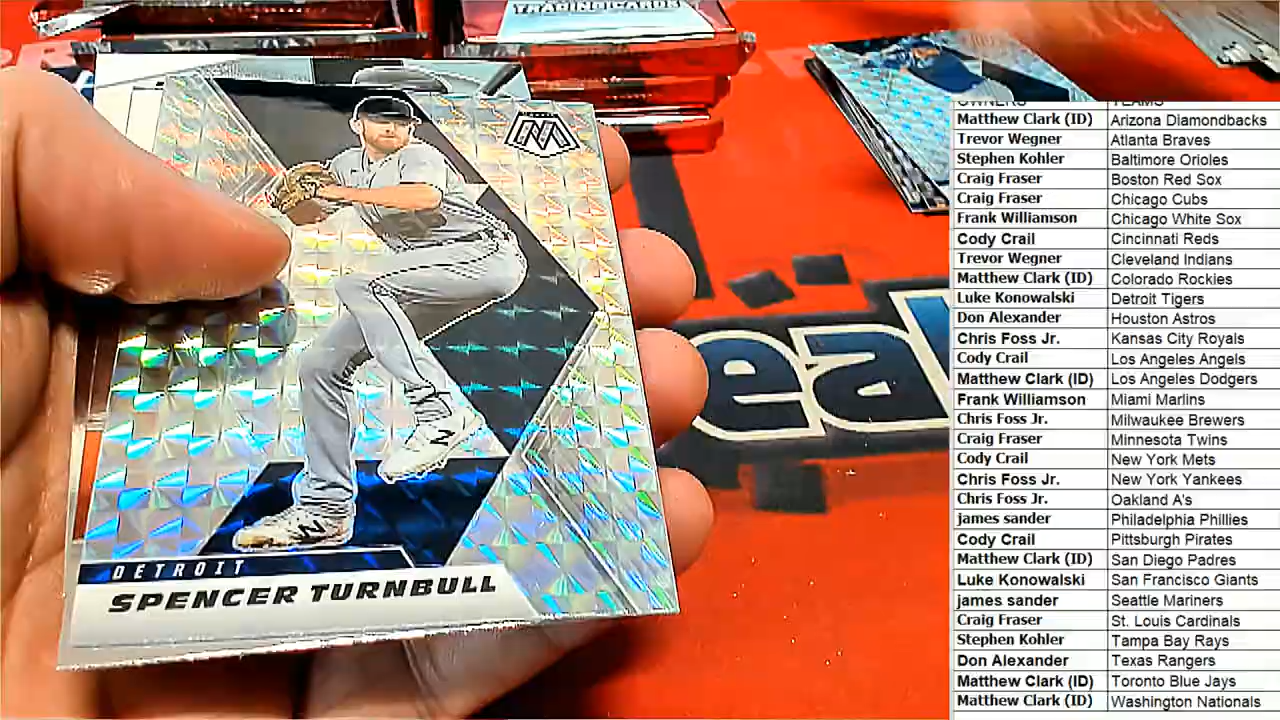 TRADING CARDS
DETROIT
SPENCER TURNBULL
ea
OWNERS TEAMS
Matthew Clark (ID) Arizona Diamondbacks
Trevor Wegner Atlanta Braves
Stephen Kohler Baltimore Orioles
Craig Fraser Boston Red Sox
Craig Fraser Chicago Cubs
Frank Williamson Chicago White Sox
Cody Crail Cincinnati Reds
Trevor Wegner Cleveland Indians
Matthew Clark (ID) Colorado Rockies
Luke Konowalski Detroit Tigers
Don Alexander Houston Astros
Chris Foss Jr. Kansas City Royals
Cody Crail Los Angeles Angels
Matthew Clark (ID) Los Angeles Dodgers
Frank Williamson Miami Marlins
Chris Foss Jr. Milwaukee Brewers
Craig Fraser Minnesota Twins
Cody Crail New York Mets
Chris Foss Jr. New York Yankees
Chris Foss Jr. Oakland A's
james sander Philadelphia Phillies
Cody Crail Pittsburgh Pirates
Matthew Clark (ID) San Diego Padres
Luke Konowalski San Francisco Giants
james sander Seattle Mariners
Craig Fraser St. Louis Cardinals
Stephen Kohler Tampa Bay Rays
Don Alexander Texas Rangers
Matthew Clark (ID) Toronto Blue Jays
Matthew Clark (ID) Washington Nationals